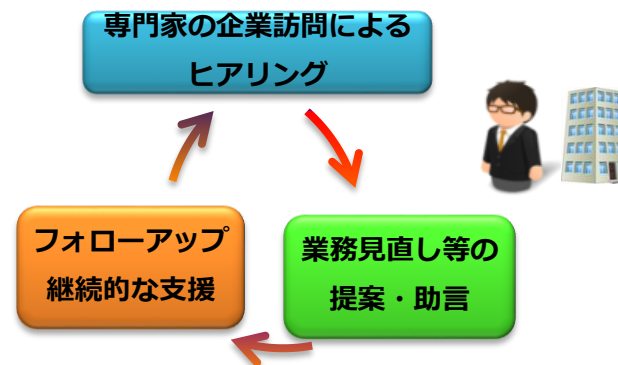 専門家の企業訪問による
ヒアリング
フォローアップ
継続的な支援
業務見直し等の
提案・助言